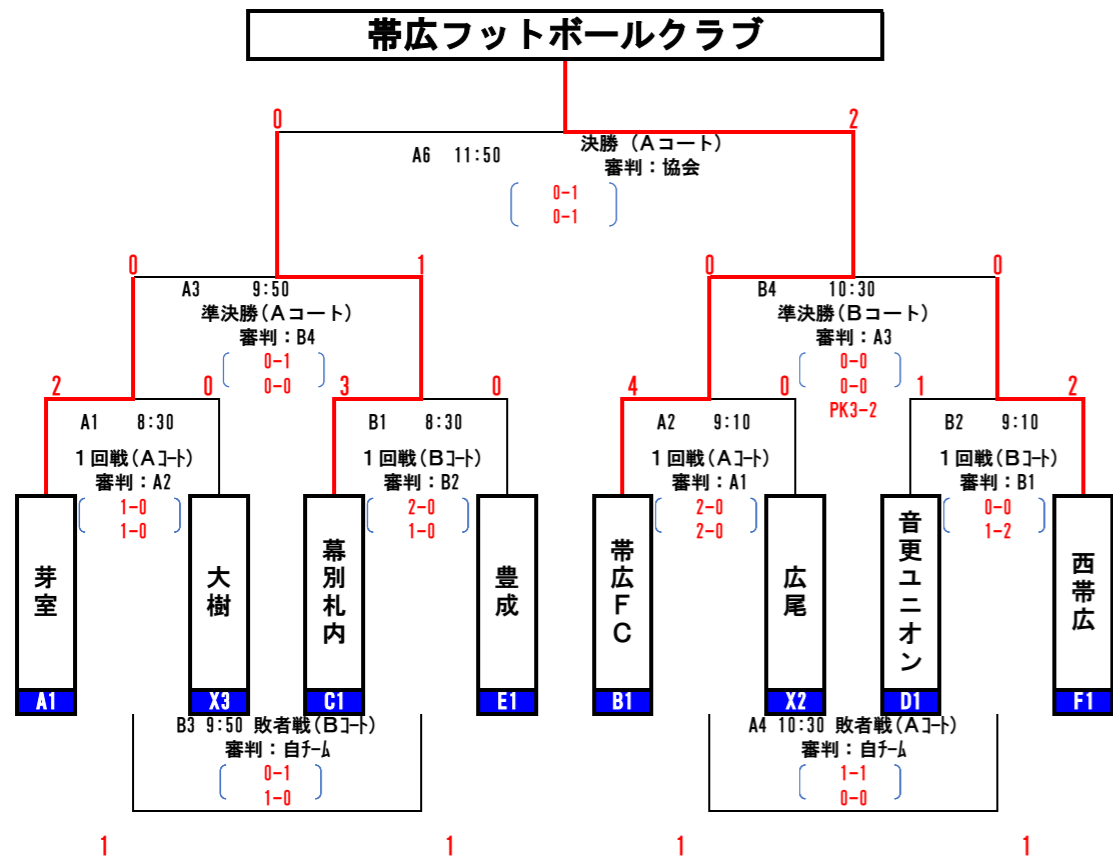 帯広フットボールクラブ
0
2
A6 11:50
決勝（Aコート）
審判：協会
0-1
0-1
0
1
0
0
A3 9:50
準決勝(Aコート)
審判：B4
0-1
0-0
B4 10:30
準決勝(Bコート)
審判：A3
0-0
0-0
PK3-2
2
0
3
0
4
0
1
2
A1 8:30
1回戦(Aｺｰﾄ)
審判：A2
1-0
1-0
B1 8:30
1回戦(Bｺｰﾄ)
審判：B2
2-0
1-0
A2 9:10
1回戦(Aｺｰﾄ)
審判：A1
2-0
2-0
B2 9:10
1回戦(Bｺｰﾄ)
審判：B1
0-0
1-2
芽室
大樹
幕別札内
豊成
帯広FC
広尾
音更ユニオン
西帯広
A1
X3
C1
E1
B1
X2
D1
F1
B3 9:50 敗者戦(Bｺｰﾄ)
審判：自ﾁｰﾑ
0-1
1-0
A4 10:30 敗者戦(Aｺｰﾄ)
審判：自ﾁｰﾑ
1-1
0-0
1
1
1
1